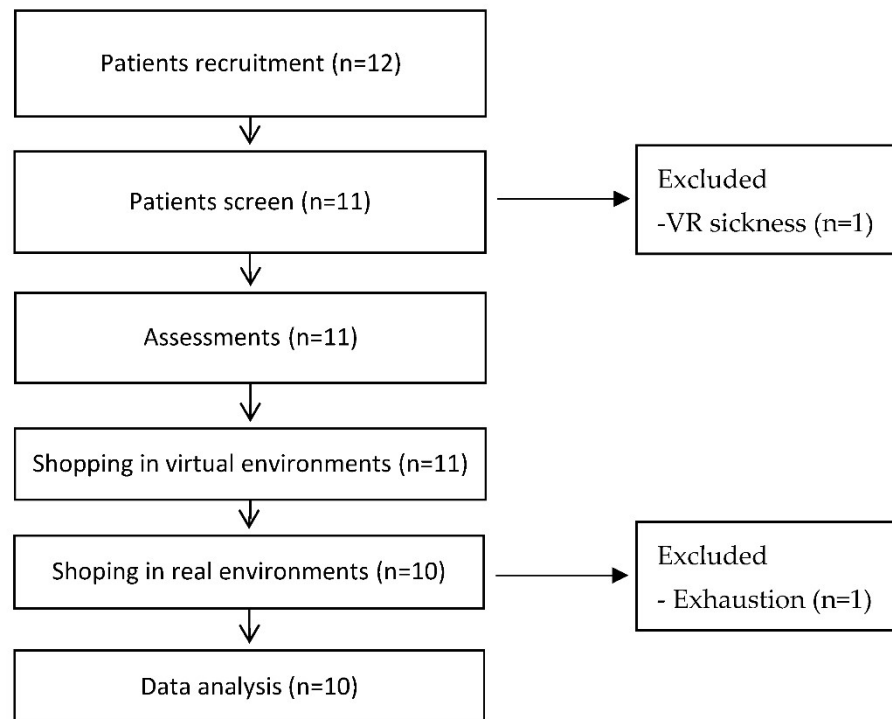 Patients recruitment (n=12)
Patients screen (n=11)
Excluded
-VR sickness (n=1)
Assessments (n=11)
Shopping in virtual environments (n=11)
Shoping in real environments (n=10)
Excluded
- Exhaustion (n=1)
Data analysis (n=10)